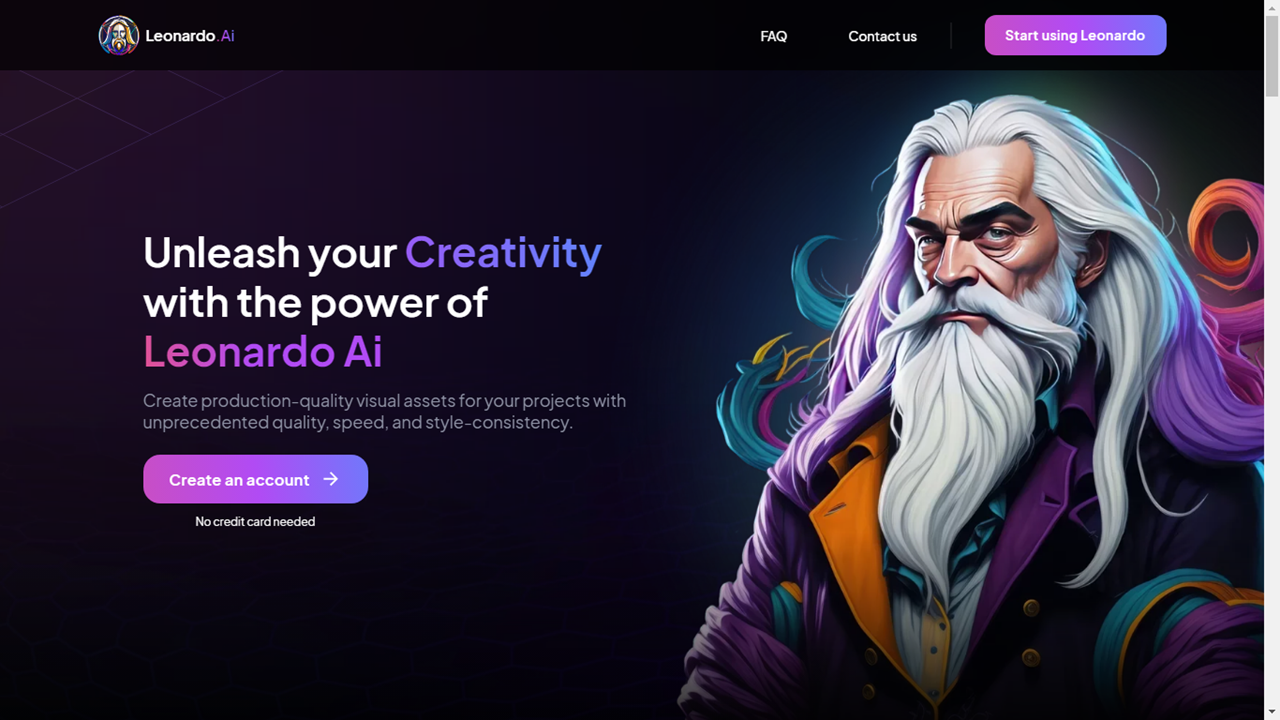 Leonardo.Ai
FAQ
Contact us
Start using Leonardo
Unleash your Creativity
with the power of
Leonardo Ai
Create production-quality visual assets for your projects with
unprecedented quality, speed, and style-consistency.
Create an account →
No credit card needed